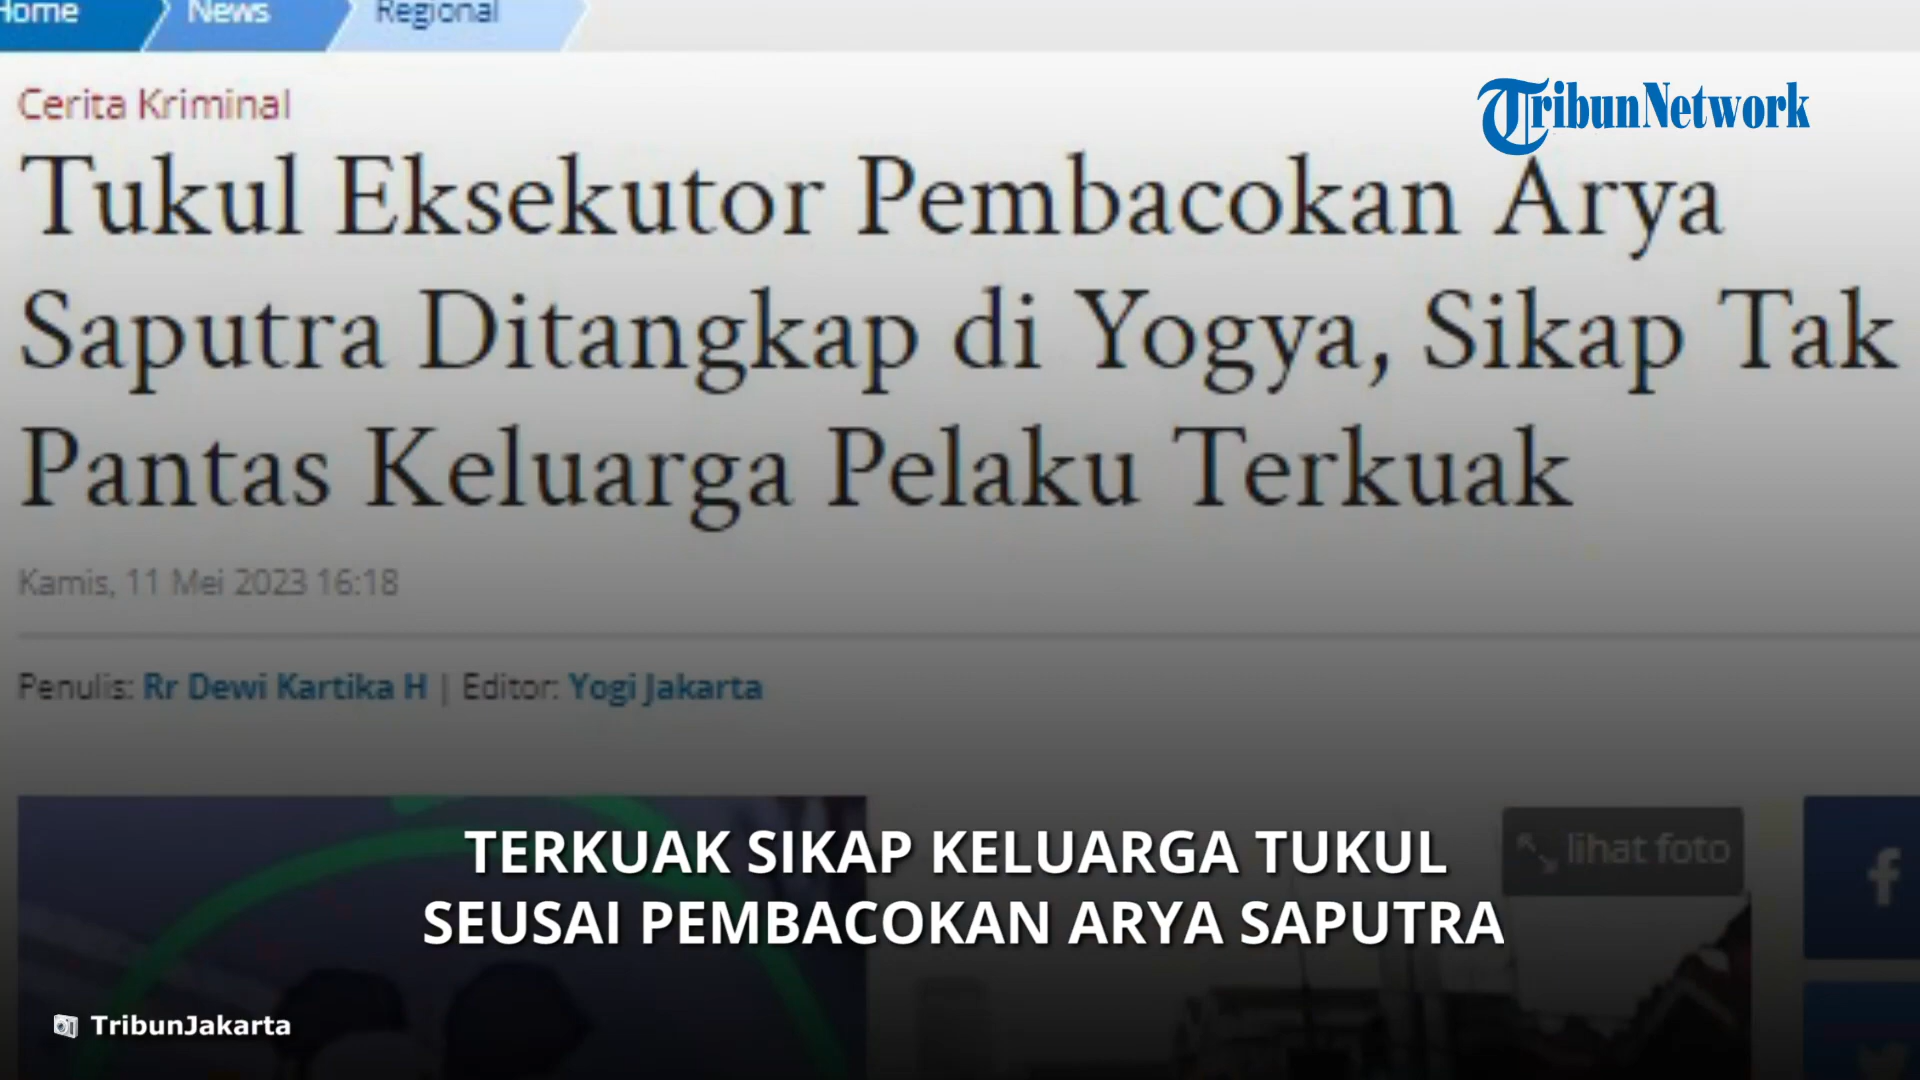 Home News Regional
Cerita Kriminal
TribunNetwork
Tukul Eksekutor Pembacokan Arya
Saputra Ditangkap di Yogya, Sikap Tak
Pantas Keluarga Pelaku Terkuak
Kamis, 11 Mei 2023 16:18
Penulis: Rr Dewi Kartika H | Editor: Yogi Jakarta
lihat foto
TERKUAK SIKAP KELUARGA TUKUL
SEUSAI PEMBACOKAN ARYA SAPUTRA
TribunJakarta